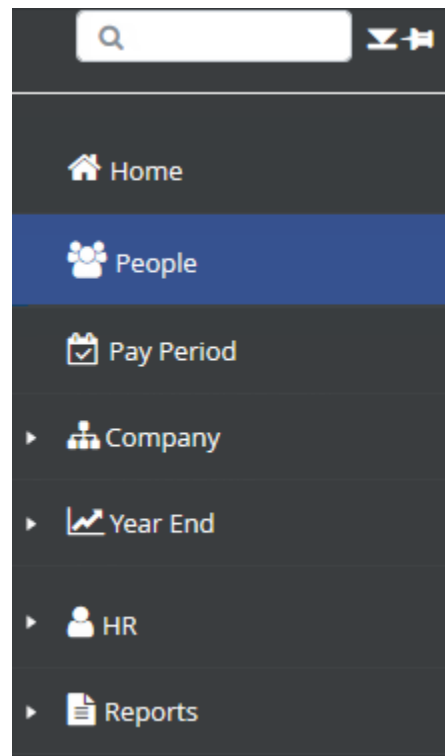 Home
People
Pay Period
Company
Year End
HR
Reports